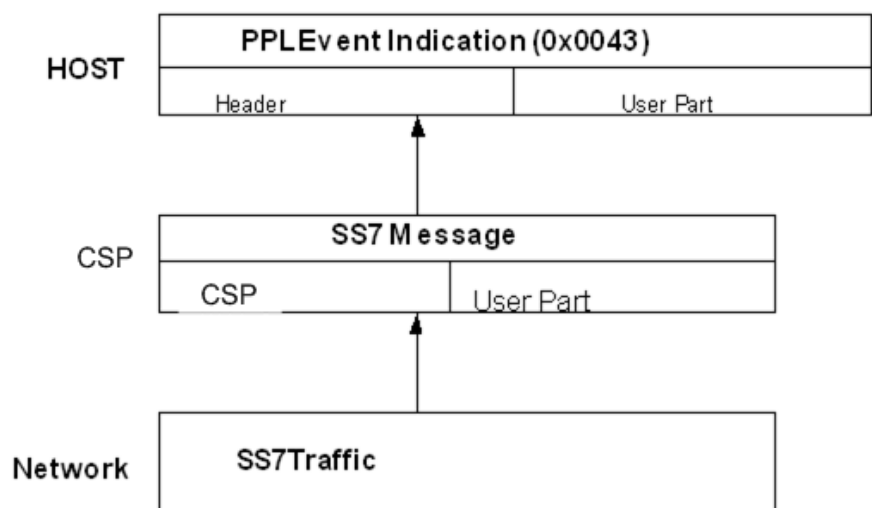 PPLEvent Indication (0x0043)
HOST
Header
User Part
SS7 Message
CSP
CSP
User Part
SS7Traffic
Network